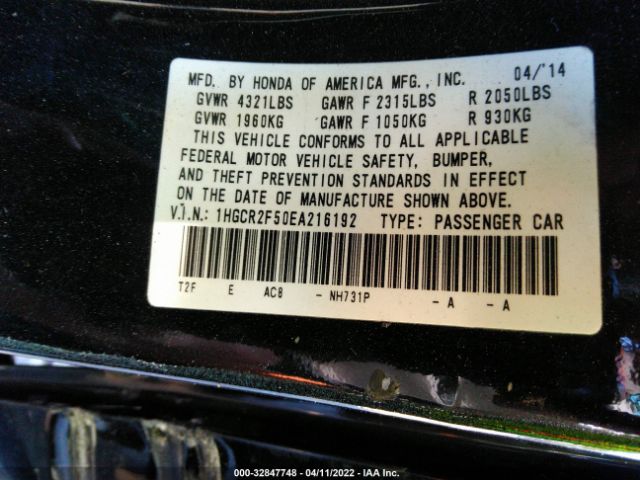 MFD. BY HONDA OF AMERICA MFG., INC. 04/'14
GVWR 4321LBS GAWR F 2315LBS R 2050LBS
GVWR 1960KG GAWR F 1050KG R 930KG
THIS VEHICLE CONFORMS TO ALL APPLICABLE
FEDERAL MOTOR VEHICLE SAFETY, BUMPER,
AND THEFT PREVENTION STANDARDS IN EFFECT
ON THE DATE OF MANUFACTURE SHOWN ABOVE.
V.I.N.: 1HGCR2F50EA216192 TYPE: PASSENGER CAR
T2F E AC8 - NH731P - A - A
000-32847748 - 04/11/2022 - IAA Inc.